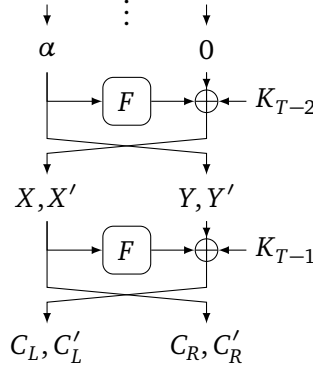 ⋮
α 0
F K_{T−2}
X, X′ Y, Y′
F K_{T−1}
C_L, C′_L C_R, C′_R